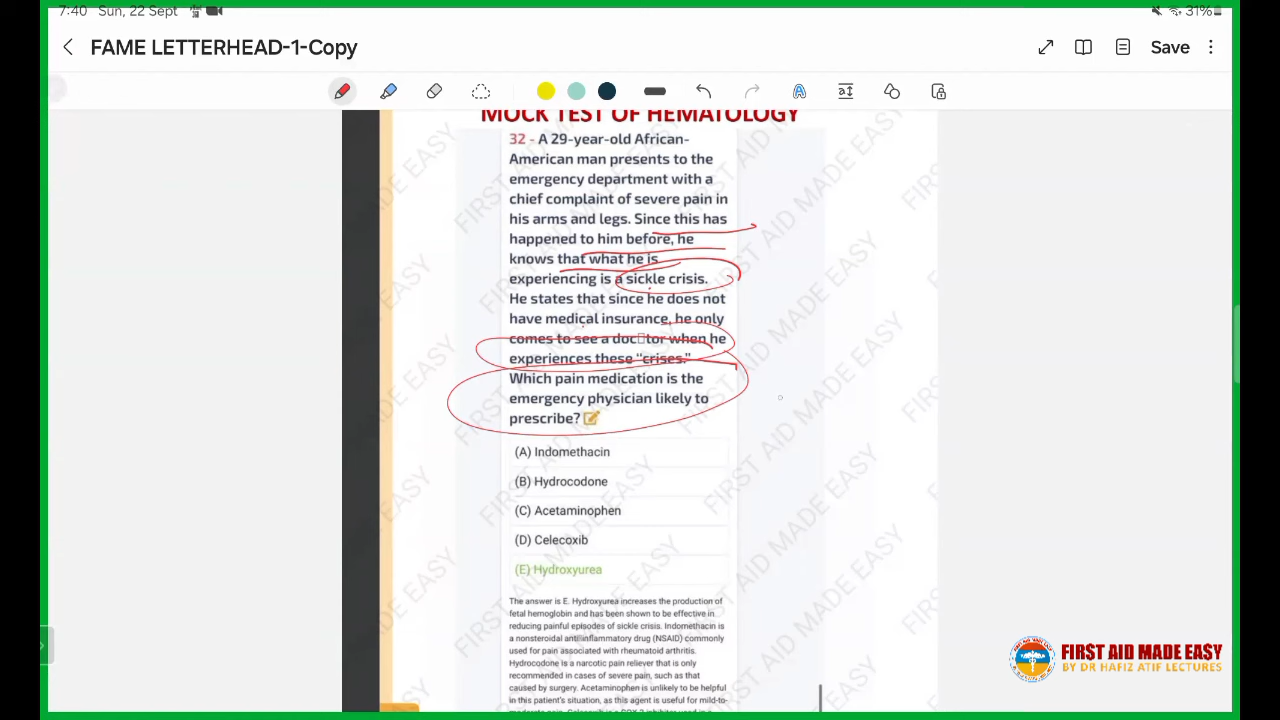 7:40 Sun, 22 Sept
31%
FAME LETTERHEAD-1-Copy
Save
MOCK TEST OF HEMATOLOGY
32 - A 29-year-old African-
American man presents to the
emergency department with a
chief complaint of severe pain in
his arms and legs. Since this has
happened to him before, he
knows that what he is
experiencing is a sickle crisis.
He states that since he does not
have medical insurance, he only
comes to see a doc□tor when he
experiences these “crises.”
Which pain medication is the
emergency physician likely to
prescribe?
(A) Indomethacin
(B) Hydrocodone
(C) Acetaminophen
(D) Celecoxib
(E) Hydroxyurea
The answer is E. Hydroxyurea increases the production of
fetal hemoglobin and has been shown to be effective in
reducing painful episodes of sickle crisis. Indomethacin is
a nonsteroidal antiinflammatory drug (NSAID) commonly
used for pain associated with rheumatoid arthritis.
Hydrocodone is a narcotic pain reliever that is only
recommended in cases of severe pain, such as that
caused by surgery. Acetaminophen is unlikely to be helpful
in this patient's situation, as this agent is useful for mild-to-
FIRST AID MADE EASY
BY DR HAFIZ ATIF LECTURES